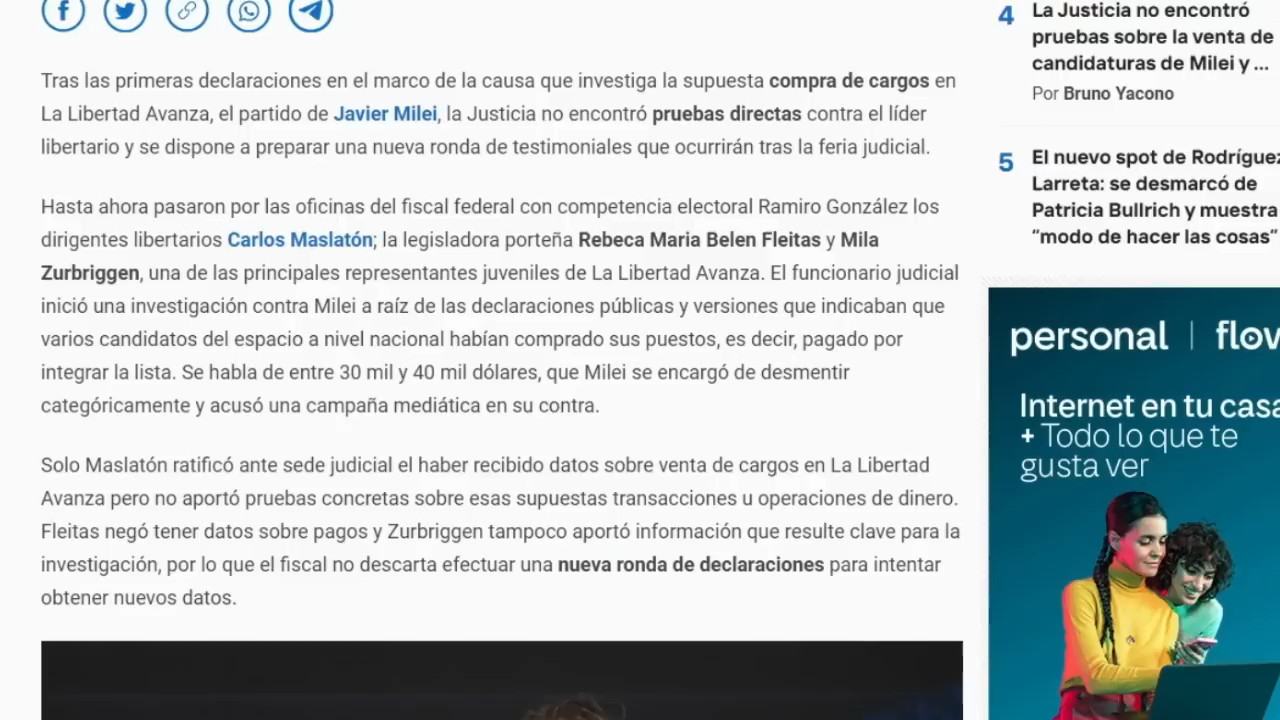 Tras las primeras declaraciones en el marco de la causa que investiga la supuesta compra de cargos en
La Libertad Avanza, el partido de Javier Milei, la Justicia no encontró pruebas directas contra el líder
libertario y se dispone a preparar una nueva ronda de testimoniales que ocurrirán tras la feria judicial.
Hasta ahora pasaron por las oficinas del fiscal federal con competencia electoral Ramiro González los
dirigentes libertarios Carlos Maslatón; la legisladora porteña Rebeca Maria Belen Fleitas y Mila
Zurbriggen, una de las principales representantes juveniles de La Libertad Avanza. El funcionario judicial
inició una investigación contra Milei a raíz de las declaraciones públicas y versiones que indicaban que
varios candidatos del espacio a nivel nacional habían comprado sus puestos, es decir, pagado por
integrar la lista. Se habla de entre 30 mil y 40 mil dólares, que Milei se encargó de desmentir
categóricamente y acusó una campaña mediática en su contra.
Solo Maslatón ratificó ante sede judicial el haber recibido datos sobre venta de cargos en La Libertad
Avanza pero no aportó pruebas concretas sobre esas supuestas transacciones u operaciones de dinero.
Fleitas negó tener datos sobre pagos y Zurbriggen tampoco aportó información que resulte clave para la
investigación, por lo que el fiscal no descarta efectuar una nueva ronda de declaraciones para intentar
obtener nuevos datos.
4 La Justicia no encontró
pruebas sobre la venta de
candidaturas de Milei y ...
Por Bruno Yacono
5 El nuevo spot de Rodríguez
Larreta: se desmarcó de
Patricia Bullrich y muestra
"modo de hacer las cosas"
personal | flow
Internet en tu casa
+ Todo lo que te
gusta ver